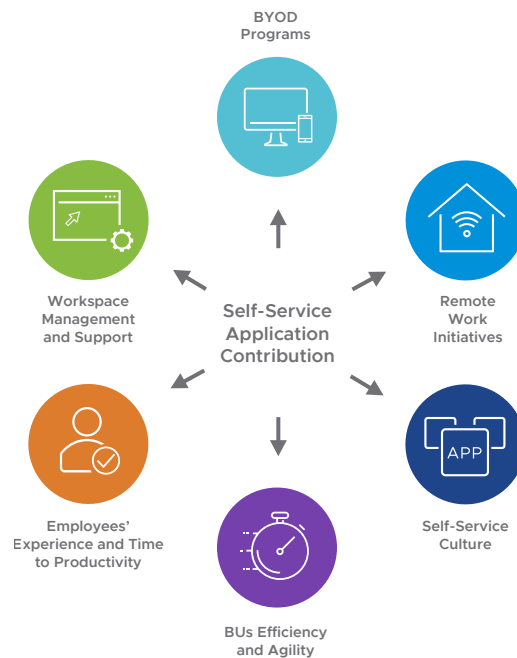 BYOD
Programs
Workspace
Management
and Support
Self-Service
Application
Contribution
Remote
Work
Initiatives
APP
Employees'
Experience and Time
to Productivity
Self-Service
Culture
BUs Efficiency
and Agility